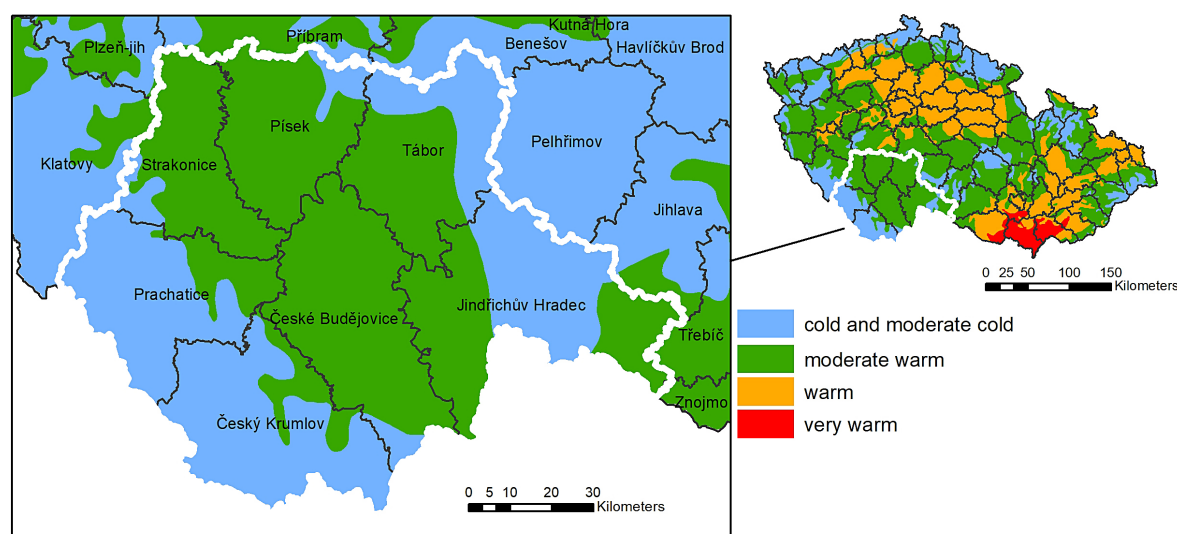 Kutná Hora
Příbram
Plzeň-jih
Benešov
Havlíčkův Brod
Písek
Pelhřimov
Tábor
Klatovy
Strakonice
Jihlava
Prachatice
Jindřichův Hradec
České Budějovice
Třebíč
Znojmo
Český Krumlov
0 5 10 20 30
Kilometers
0 25 50 100 150
Kilometers
cold and moderate cold
moderate warm
warm
very warm